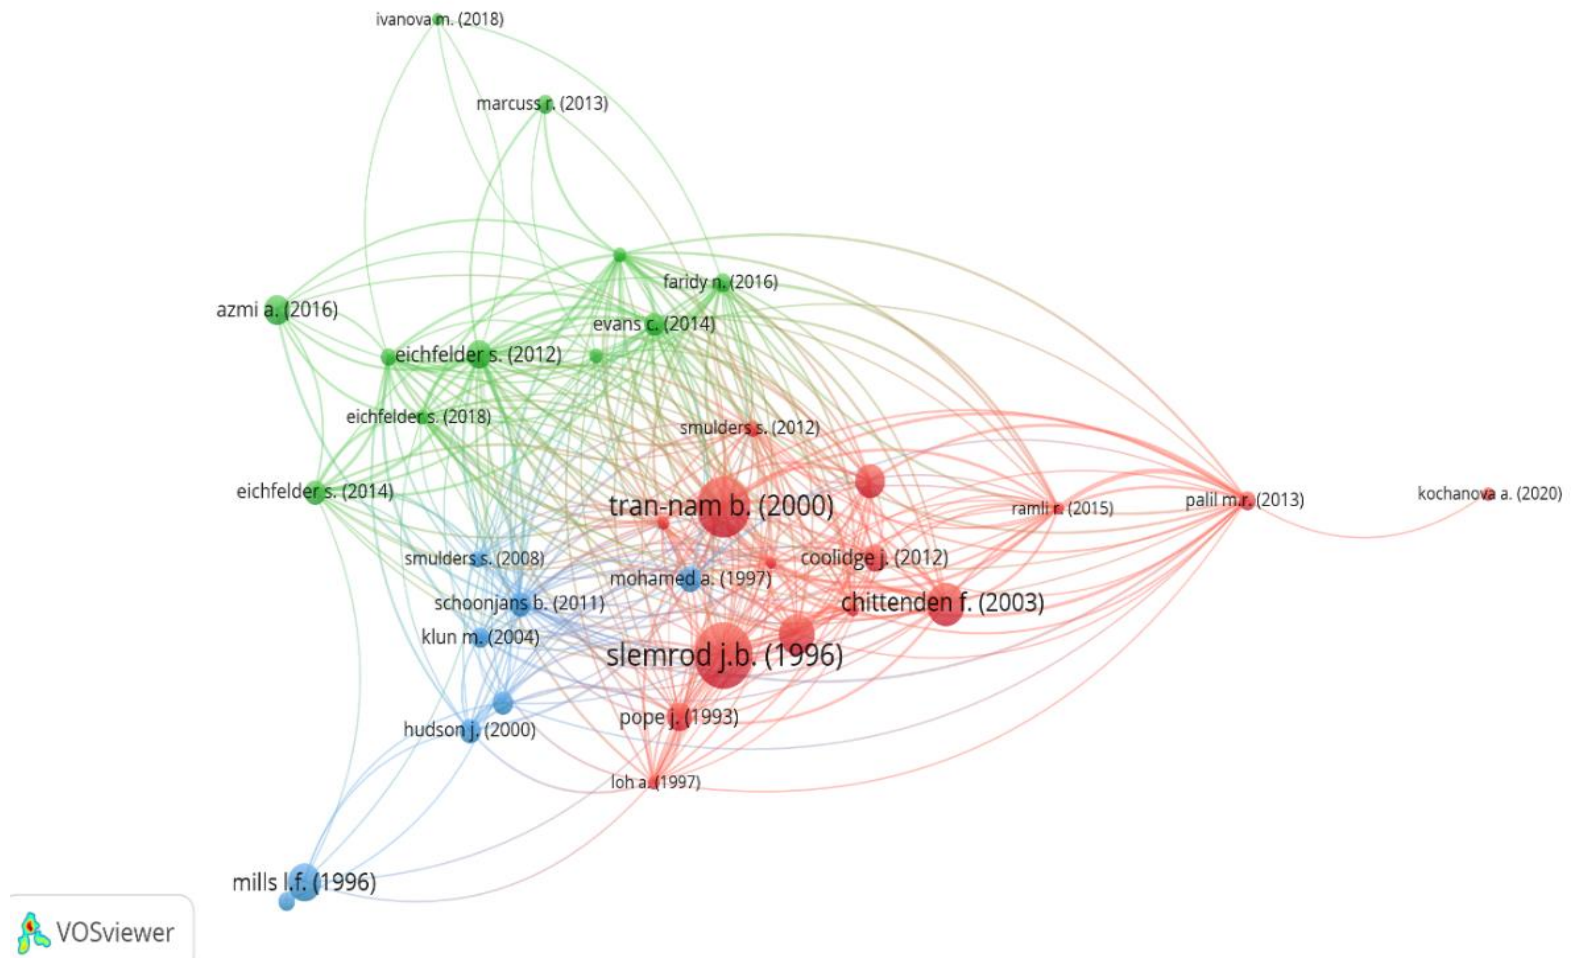 ivanova m. (2018)
marcuss r. (2013)
faridy n. (2016)
azmi a. (2016)
evans c. (2014)
eichfelder s. (2012)
eichfelder s. (2018)
smulders s. (2012)
eichfelder s. (2014)
kochanova a. (2020)
palil m.r. (2013)
tran-nam b. (2000)
ramli r. (2015)
smulders s. (2008)
coolidge j. (2012)
mohamed a. (1997)
schoonjans b. (2011)
chittenden f. (2003)
klun m. (2004)
slemrod j.b. (1996)
pope j. (1993)
hudson j. (2000)
loh a. (1997)
mills l.f. (1996)
VOSviewer